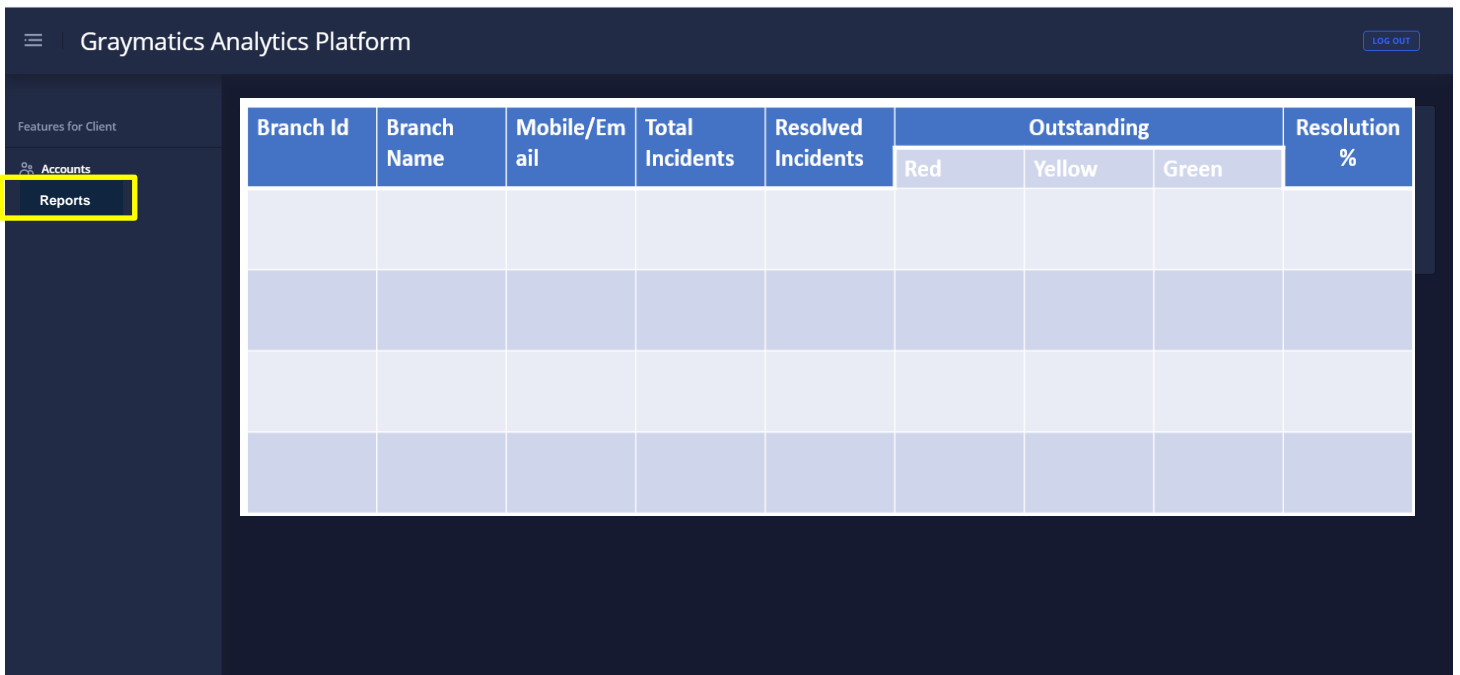 Graymatics Analytics Platform
LOG OUT
Features for Client
Accounts
Reports
Branch Id
Branch
Name
Mobile/Em
ail
Total
Incidents
Resolved
Incidents
Outstanding
Red
Yellow
Green
Resolution
%